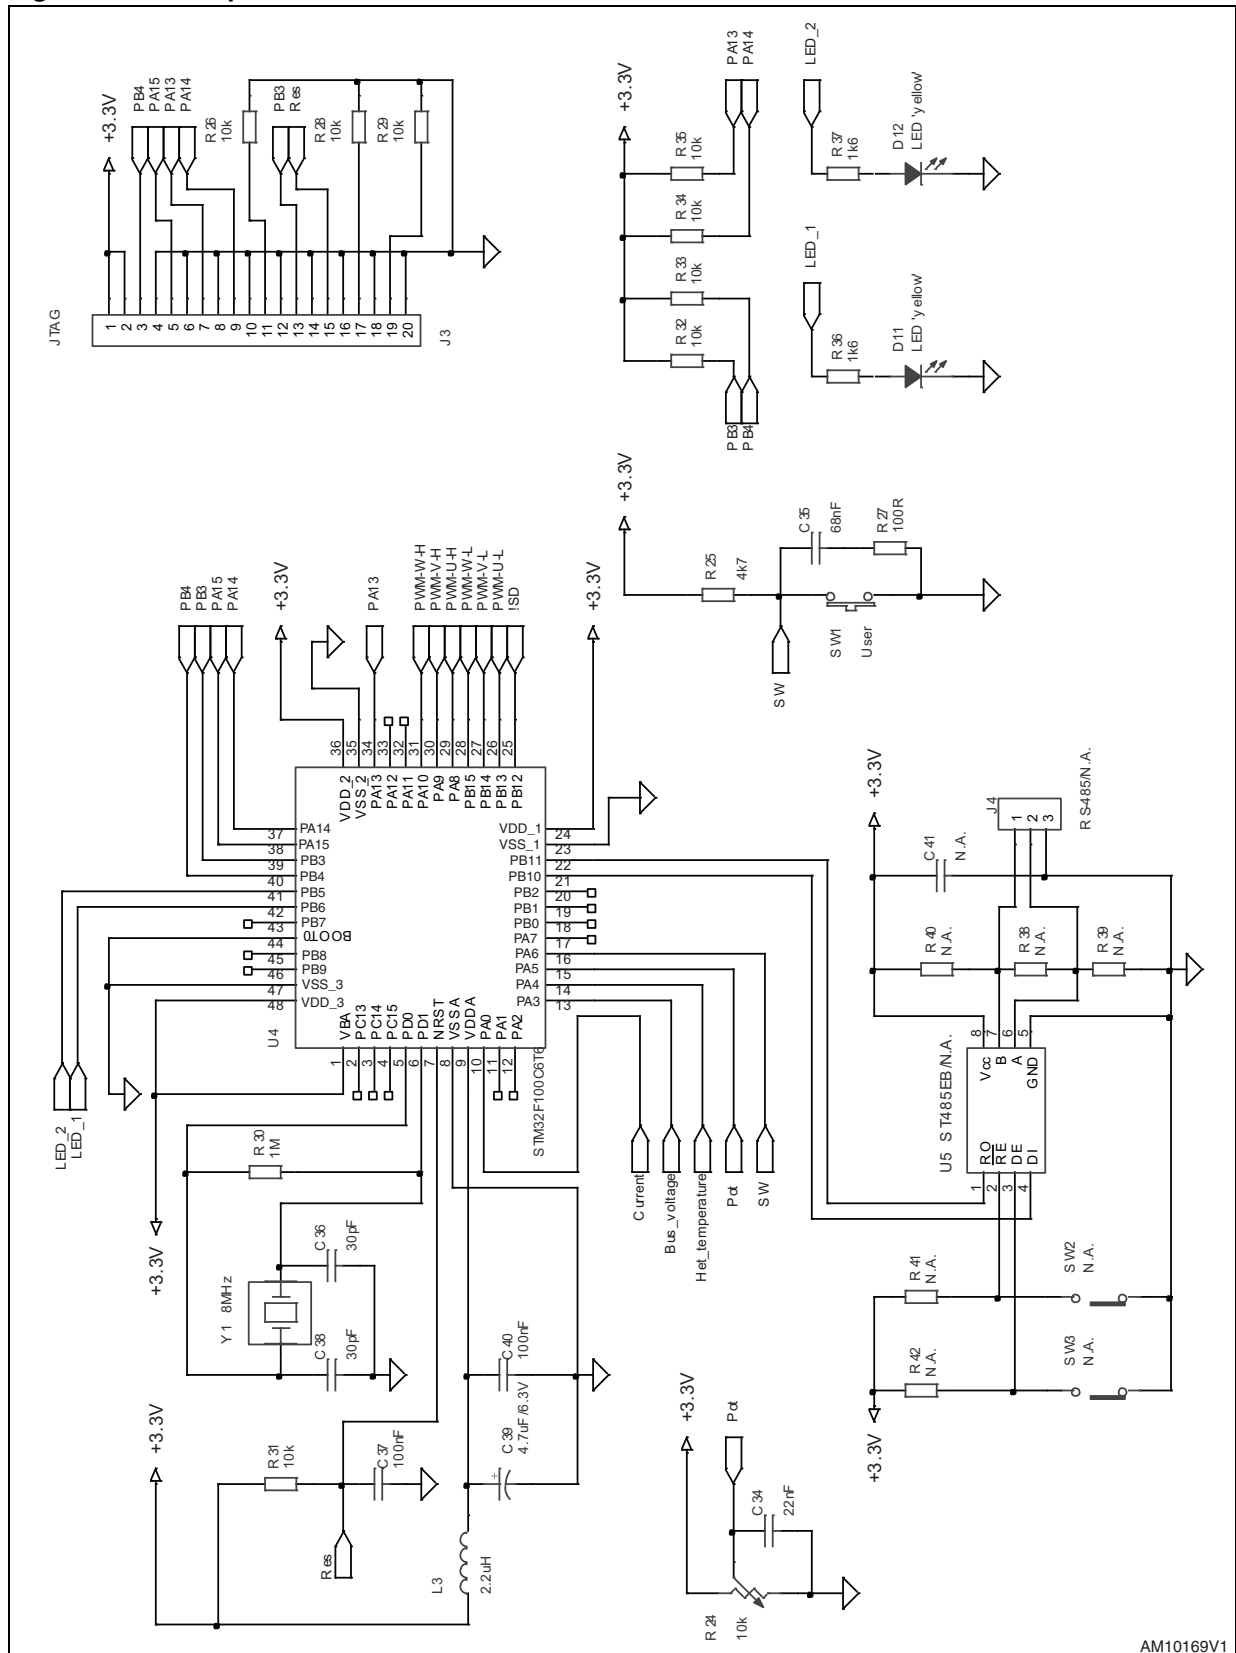 JTAG
+3.3V
PB4
PA15
PA13
PA14
R26
10k
PB3
Res
R28
10k
R29
10k
1
2
3
4
5
6
7
8
9
10
11
12
13
14
15
16
17
18
19
20
J3
+3.3V
R35
10k
R34
10k
R33
10k
R32
10k
PA13
PA14
PB3
PB4
LED_2
R37
1k6
D12
LED 'yellow'
LED_1
R36
1k6
D11
LED 'yellow'
+3.3V
R25
4k7
C35
68nF
R27
100R
SW
SW1
User
PB4
PB3
PA15
PA14
+3.3V
PA13
PWM-W-H
PWM-V-H
PWM-U-H
PWM-W-L
PWM-V-L
PWM-U-L
!SD
+3.3V
36
35
34
33
32
31
30
29
28
27
26
25
VDD_2
VSS_2
PA13
PA12
PA11
PA10
PA9
PA8
PB15
PB14
PB13
PB12
37 PA14
38 PA15
39 PB3
40 PB4
41 PB5
42 PB6
43 PB7
44 BOOT0
45 PB8
46 PB9
47 VSS_3
48 VDD_3
VDD_1 24
VSS_1 23
PB11 22
PB10 21
PB2 20
PB1 19
PB0 18
PA7 17
PA6 16
PA5 15
PA4 14
PA3 13
VBA
PC13
PC14
PC15
PD0
PD1
NRST
VSSA
VDDA
PA0
PA1
PA2
1
2
3
4
5
6
7
8
9
10
11
12
U4
STM32F100C6T6
LED_2
LED_1
+3.3V
R30
1M
Y1 8MHz
C36
30pF
C38
30pF
C40
100nF
C39
4.7uF/6.3V
+
+3.3V
R31
10k
C37
100nF
Res
L3
2.2uH
Current
Bus_voltage
Het_temperature
Pot
SW
+3.3V
Pot
C34
22nF
R24
10k
+3.3V
J4
1
2
3
RS485/N.A.
C41
N.A.
R40
N.A.
R38
N.A.
R39
N.A.
8
7
6
5
Vcc
B
A
GND
U5 ST485EB/N.A.
RO
RE
DE
DI
1
2
3
4
R41
N.A.
SW2
N.A.
R42
N.A.
SW3
N.A.
+3.3V
AM10169V1